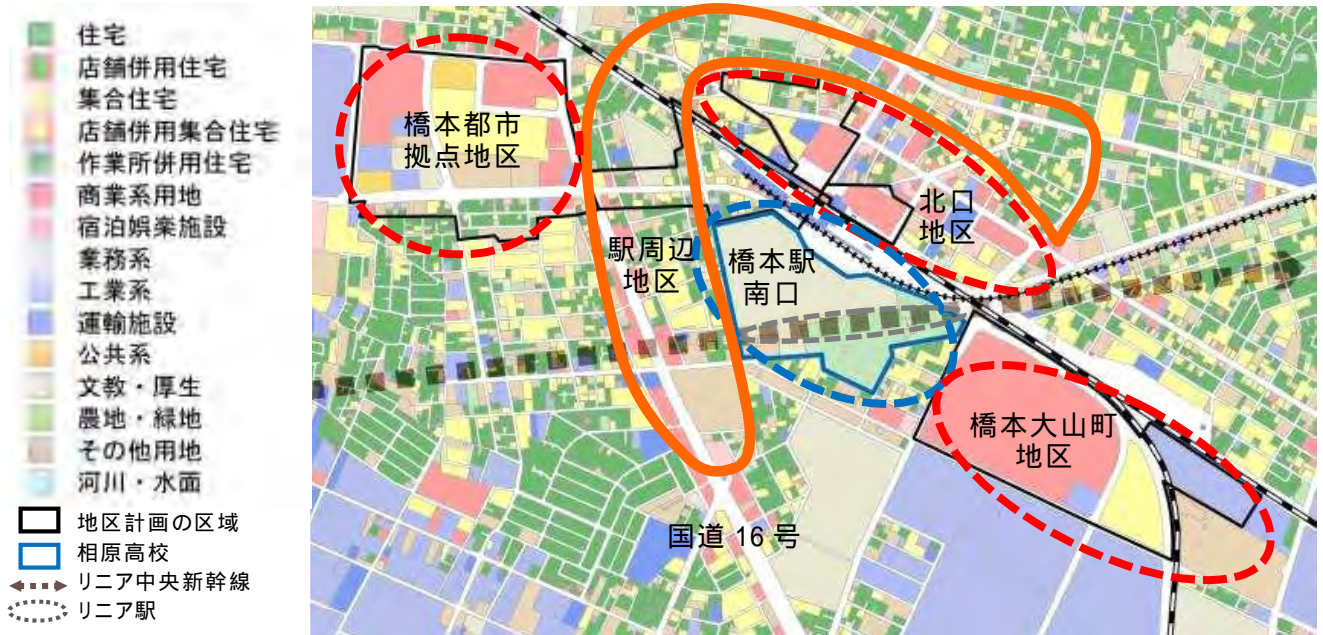 住宅
店舗併用住宅
集合住宅
店舗併用集合住宅
作業所併用住宅
商業系用地
宿泊娯楽施設
業務系
工業系
運輸施設
公共系
文教・厚生
農地・緑地
その他用地
河川・水面
地区計画の区域
相原高校
リニア中央新幹線
リニア駅
橋本都市
拠点地区
駅周辺
地区
橋本駅
南口
北口
地区
橋本大山町
地区
国道 16 号